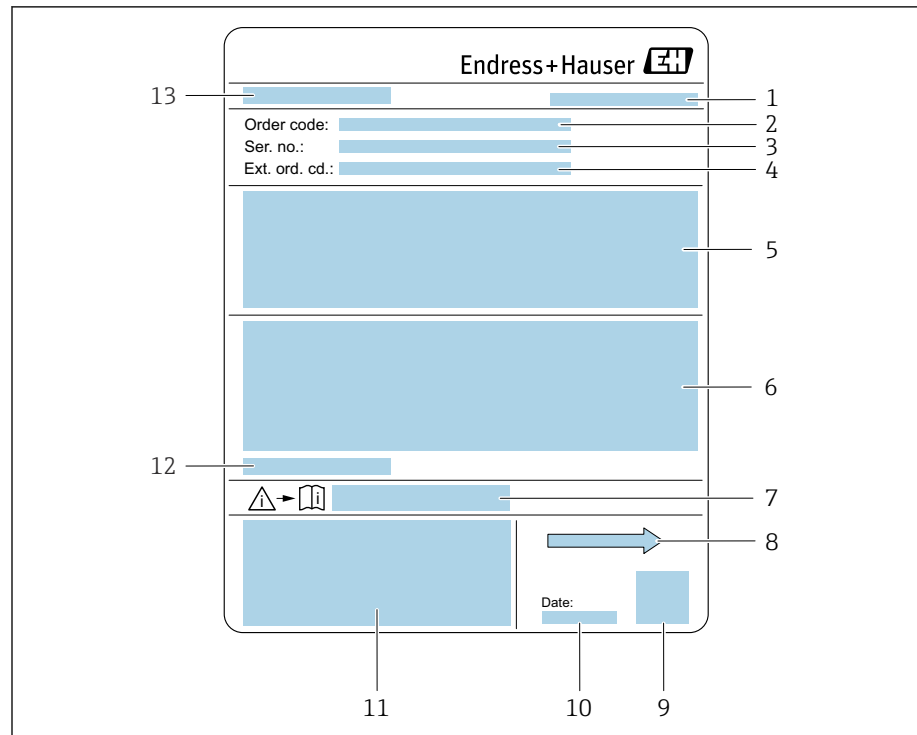 Endress+Hauser EH
13
1
Order code:
2
Ser. no.:
3
Ext. ord. cd.:
4
5
6
12
i i
7
8
Date:
11
10
9